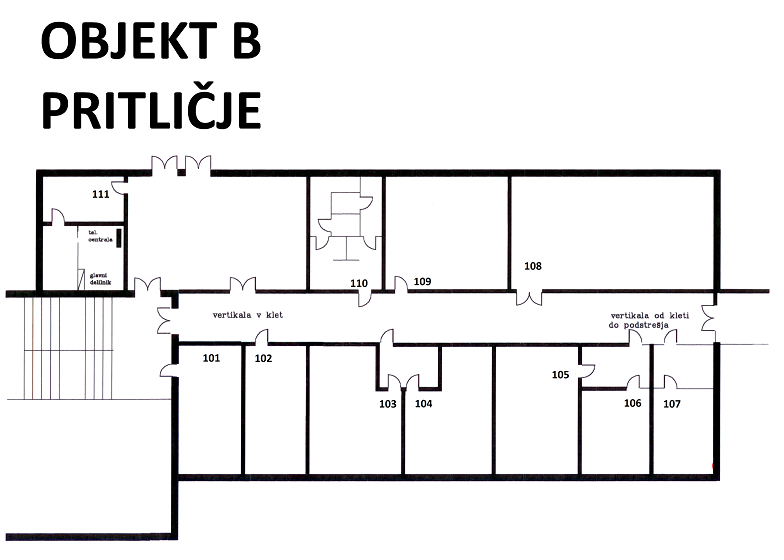 OBJEKT B
PRITLIČJE
111
tel.
centrala
glavni
delilnik
110
109
108
vertikala v klet
vertikala od kleti
do podstrešja
101
102
103
104
105
106
107